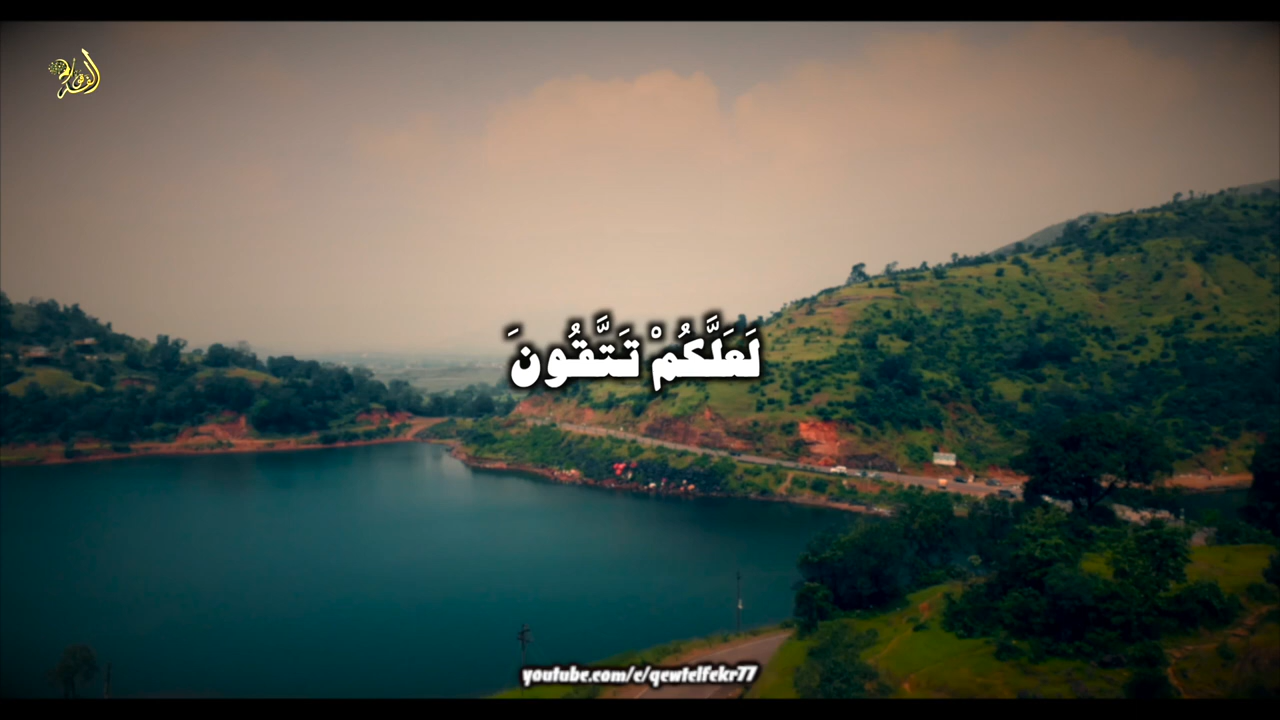 لَعَلَّكُمْ تَتَّقُونَ
youtube.com/c/qewtelfekr77